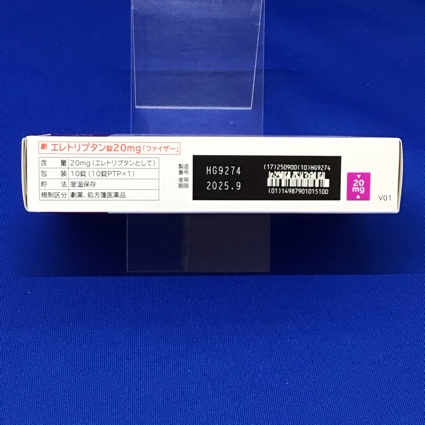 劇 エレトリプタン錠20mg「ファイザー」
含 量 20mg(エレトリプタンとして)
包 装 10錠(10錠PTP×1)
貯 法 室温保存
規制区分 劇薬、処方箋医薬品
製造番号 HG9274
使用期限 2025.9
(17)250900(10)HG9274
(01)14987901015100
20
mg
V01